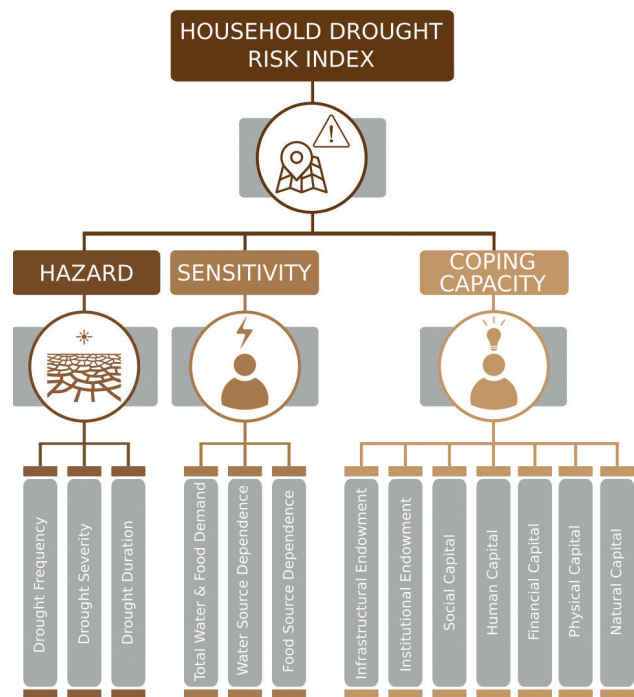 HOUSEHOLD DROUGHT
RISK INDEX
HAZARD
SENSITIVITY
COPING
CAPACITY
Drought Frequency
Drought Severity
Drought Duration
Total Water & Food Demand
Water Source Dependence
Food Source Dependence
Infrastructural Endowment
Institutional Endowment
Social Capital
Human Capital
Financial Capital
Physical Capital
Natural Capital